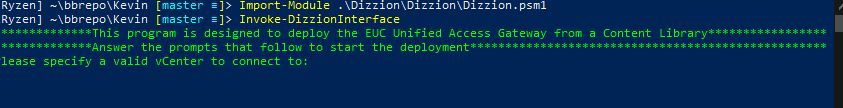 Ryzen] ~\bbrepo\Kevin [master ≡]> Import-Module .\Dizzion\Dizzion\Dizzion.psm1
Ryzen] ~\bbrepo\Kevin [master ≡]> Invoke-DizzionInterface
*************This program is designed to deploy the EUC Unified Access Gateway from a Content Library*****************
*************Answer the prompts that follow to start the deployment***************************************************
lease specify a valid vCenter to connect to: